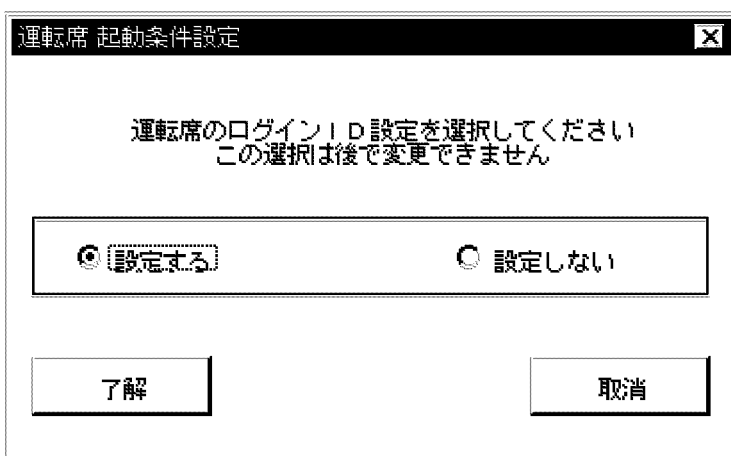 運転席 起動条件設定
運転席のログインＩＤ設定を選択してください
この選択は後で変更できません
設定する 設定しない
了解 取消